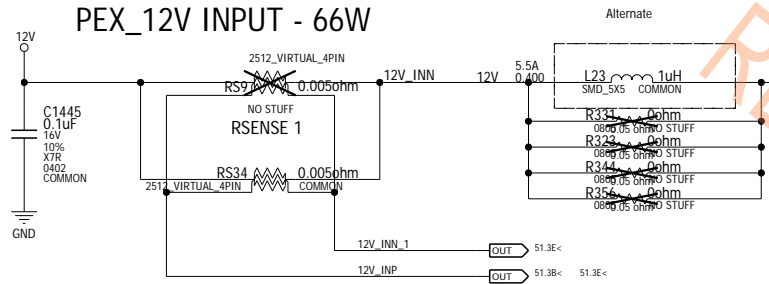 PEX_12V INPUT - 66W
Alternate
12V
2512_VIRTUAL_4PIN
RS9 0.005ohm
NO STUFF
RSENSE 1
12V_INN
12V
5.5A
0.400
L23 1uH
SMD_5X5 COMMON
C1445
0.1uF
16V
10%
X7R
0402
COMMON
GND
RS34 0.005ohm
2512_VIRTUAL_4PIN COMMON
R331 0ohm
0805 0.05 ohm NO STUFF
R323 0ohm
0805 0.05 ohm NO STUFF
R344 0ohm
0805 0.05 ohm NO STUFF
R356 0ohm
0805 0.05 ohm NO STUFF
12V_INN_1 OUT 51.3E<
12V_INP OUT 51.3B< 51.3E<